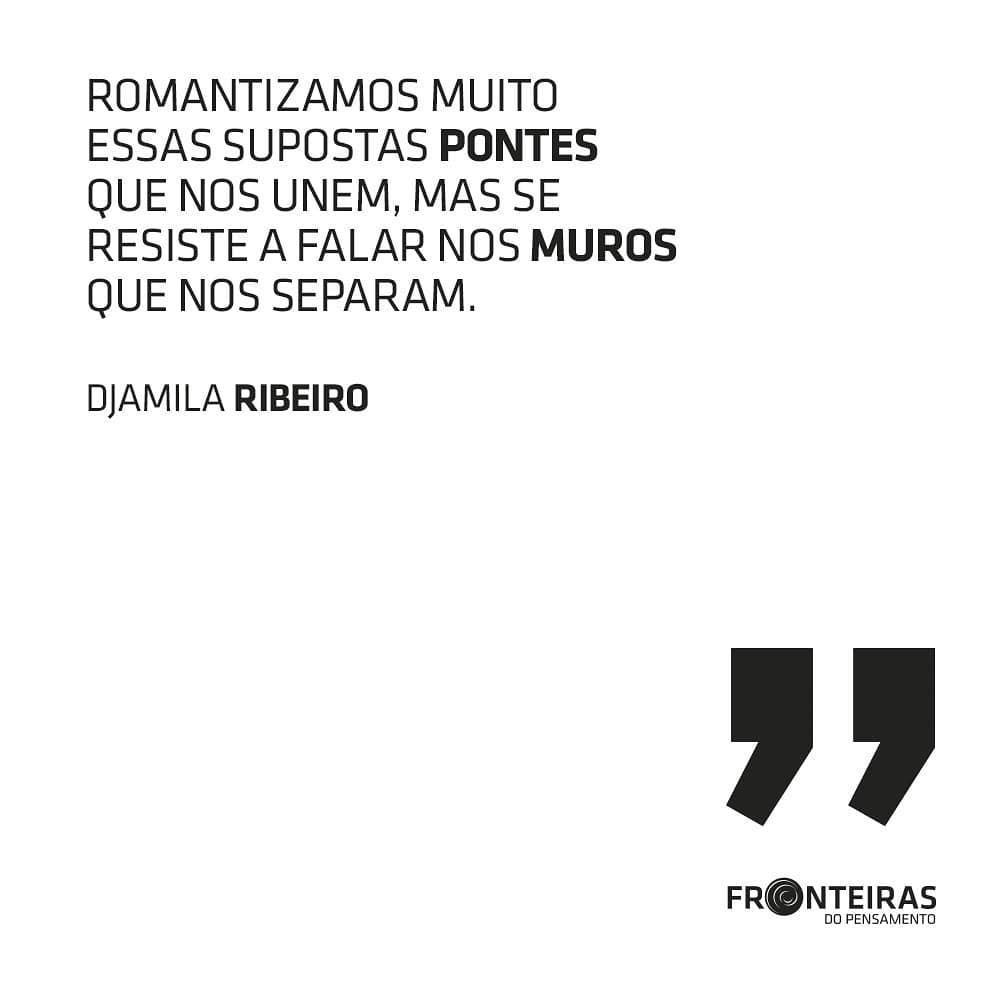 ROMANTIZAMOS MUITO
ESSAS SUPOSTAS PONTES
QUE NOS UNEM, MAS SE
RESISTE A FALAR NOS MUROS
QUE NOS SEPARAM.
DJAMILA RIBEIRO
”
FRONTEIRAS
DO PENSAMENTO